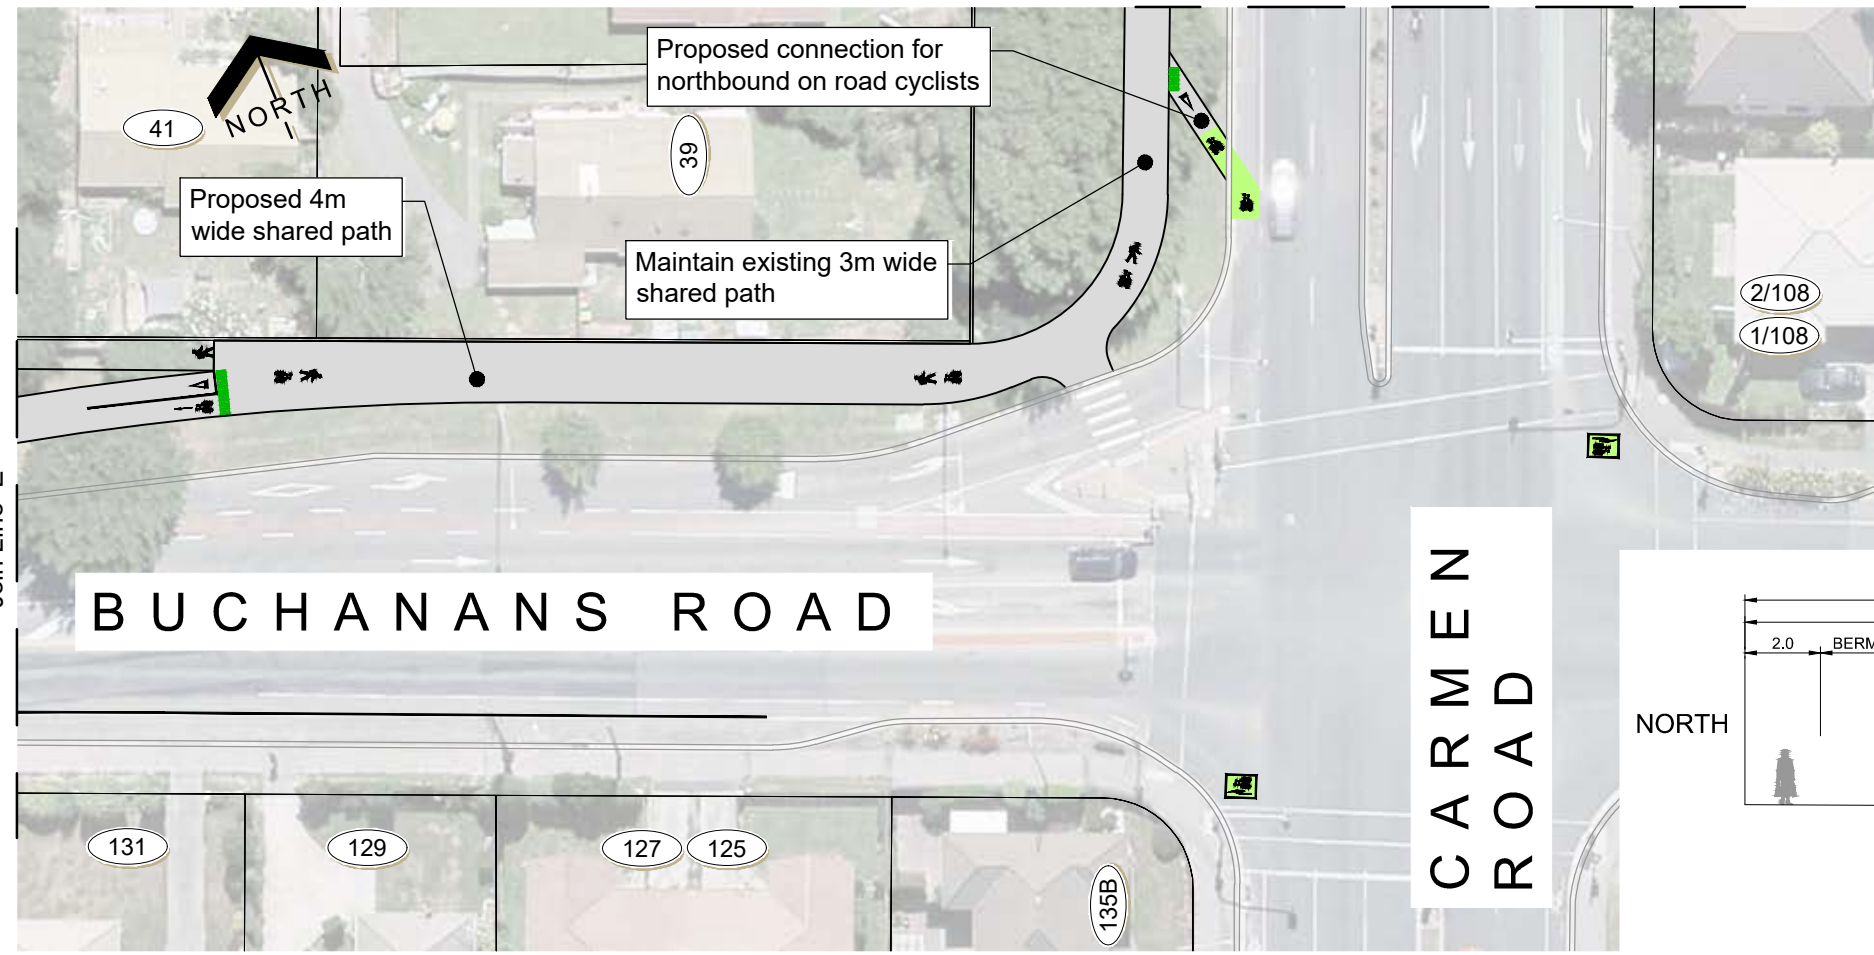 Proposed connection for
northbound on road cyclists
NORTH
41
39
Proposed 4m
wide shared path
Maintain existing 3m wide
shared path
2/108
1/108
BUCHANANS ROAD
CARMEN
ROAD
2.0
BERM
NORTH
131
129
127
125
135B